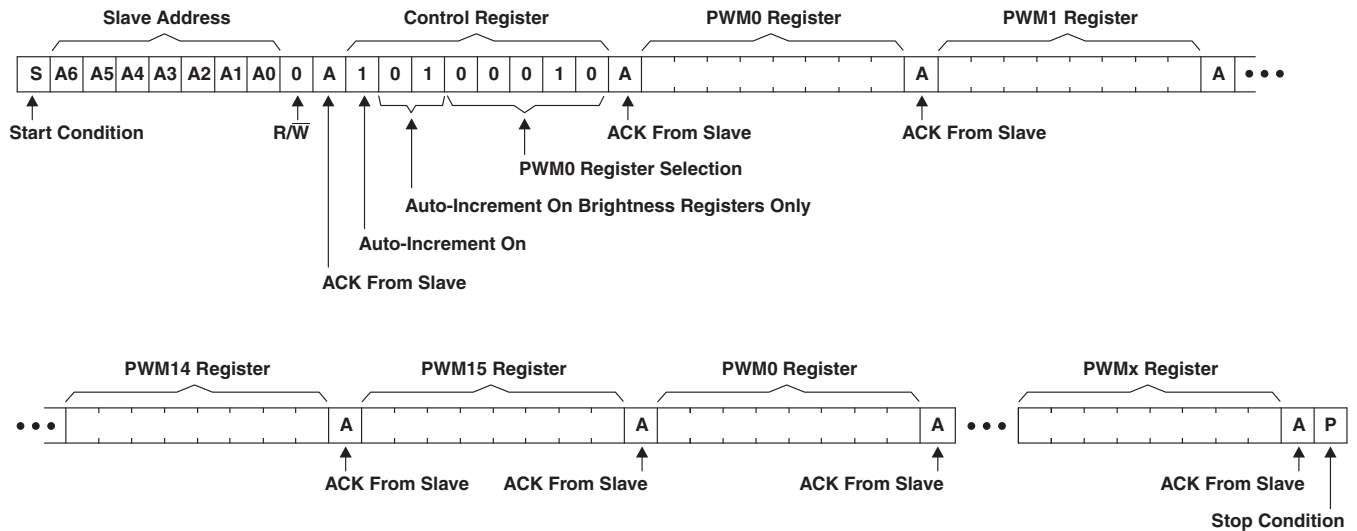 Slave Address Control Register PWM0 Register PWM1 Register
S A6 A5 A4 A3 A2 A1 A0 0 A 1 0 1 0 0 0 1 0 A A A •••
Start Condition R/W̅ ACK From Slave ACK From Slave
PWM0 Register Selection
Auto-Increment On Brightness Registers Only
Auto-Increment On
ACK From Slave
PWM14 Register PWM15 Register PWM0 Register PWMx Register
••• A A A ••• A P
ACK From Slave ACK From Slave ACK From Slave ACK From Slave
Stop Condition